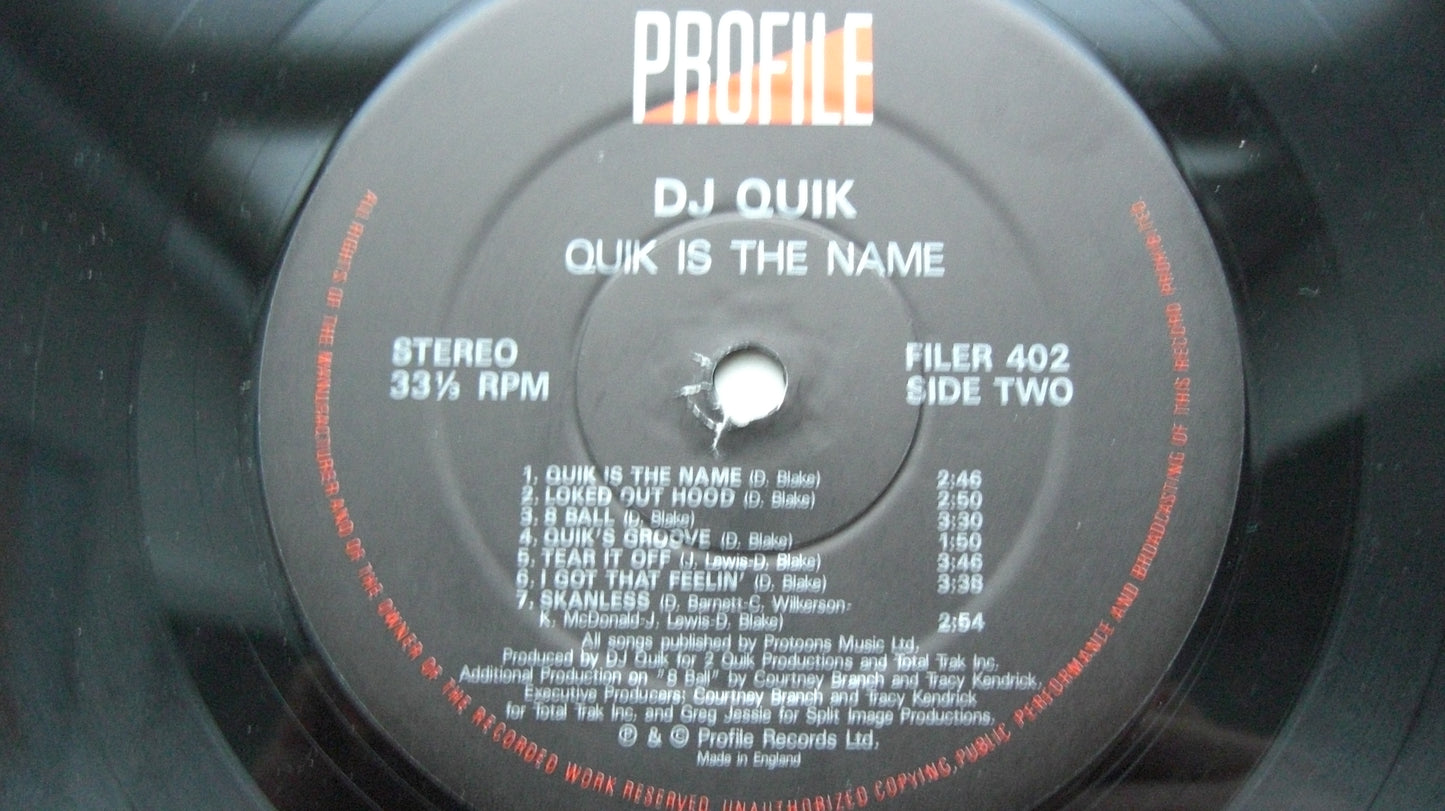 PROFILE
DJ QUIK
QUIK IS THE NAME
STEREO
33⅓ RPM
FILER 402
SIDE TWO
1. QUIK IS THE NAME (D. Blake) 2:46
2. LOKED OUT HOOD (D. Blake) 2:50
3. 8 BALL (D. Blake) 3:30
4. QUIK'S GROOVE (D. Blake) 1:50
5. TEAR IT OFF (J. Lewis-D. Blake) 3:46
6. I GOT THAT FEELIN' (D. Blake) 3:38
7. SKANLESS (D. Barnett-C. Wilkerson-
K. McDonald-J. Lewis-D. Blake) 2:54
All songs published by Protoons Music Ltd.
Produced by DJ Quik for 2 Quik Productions and Total Trak Inc.
Additional Production on "8 Ball" by Courtney Branch and Tracy Kendrick.
Executive Producers: Courtney Branch and Tracy Kendrick
for Total Trak Inc. and Greg Jessie for Split Image Productions.
℗ & © Profile Records Ltd.
Made in England
ALL RIGHTS OF THE MANUFACTURER AND OF THE OWNER OF THE RECORDED WORK RESERVED. UNAUTHORIZED COPYING, PUBLIC PERFORMANCE AND BROADCASTING OF THIS RECORD PROHIBITED.